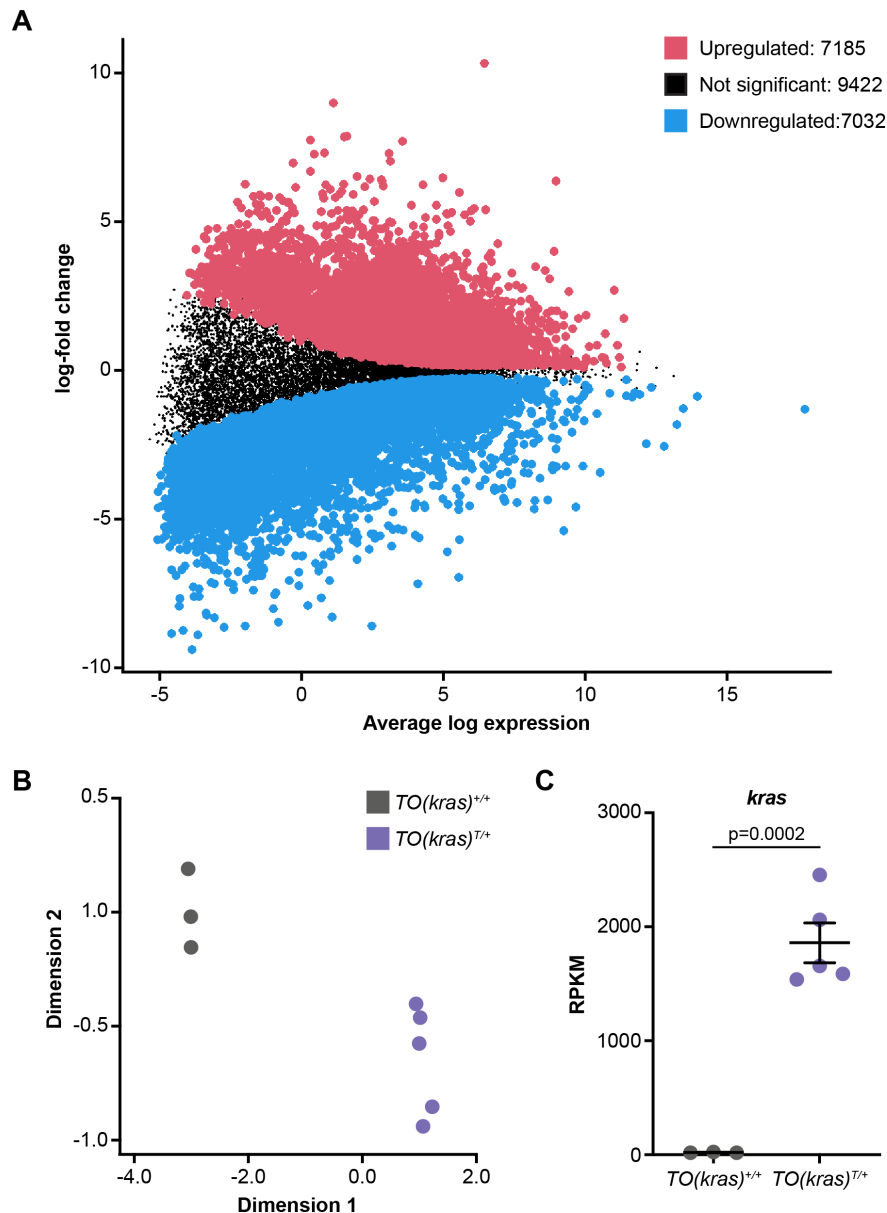 A
Upregulated: 7185
Not significant: 9422
Downregulated:7032
log-fold change
10
5
0
-5
-10
-5
0
5
10
15
Average log expression
B
TO(kras)+/+
TO(kras)T/+
Dimension 2
0.5
1.0
-0.5
-1.0
-4.0
-2.0
0.0
2.0
Dimension 1
C
kras
p=0.0002
RPKM
3000
2000
1000
0
TO(kras)+/+
TO(kras)T/+